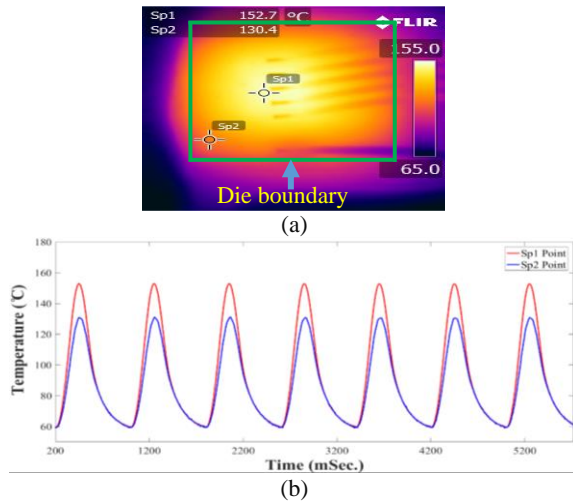 Sp1 152.7 °C
Sp2 130.4
FLIR
155.0
Sp1
Sp2
65.0
Die boundary
(a)
180
160
140
120
100
80
60
Temperature (℃)
Sp1 Point
Sp2 Point
200 1200 2200 3200 4200 5200
Time (mSec.)
(b)